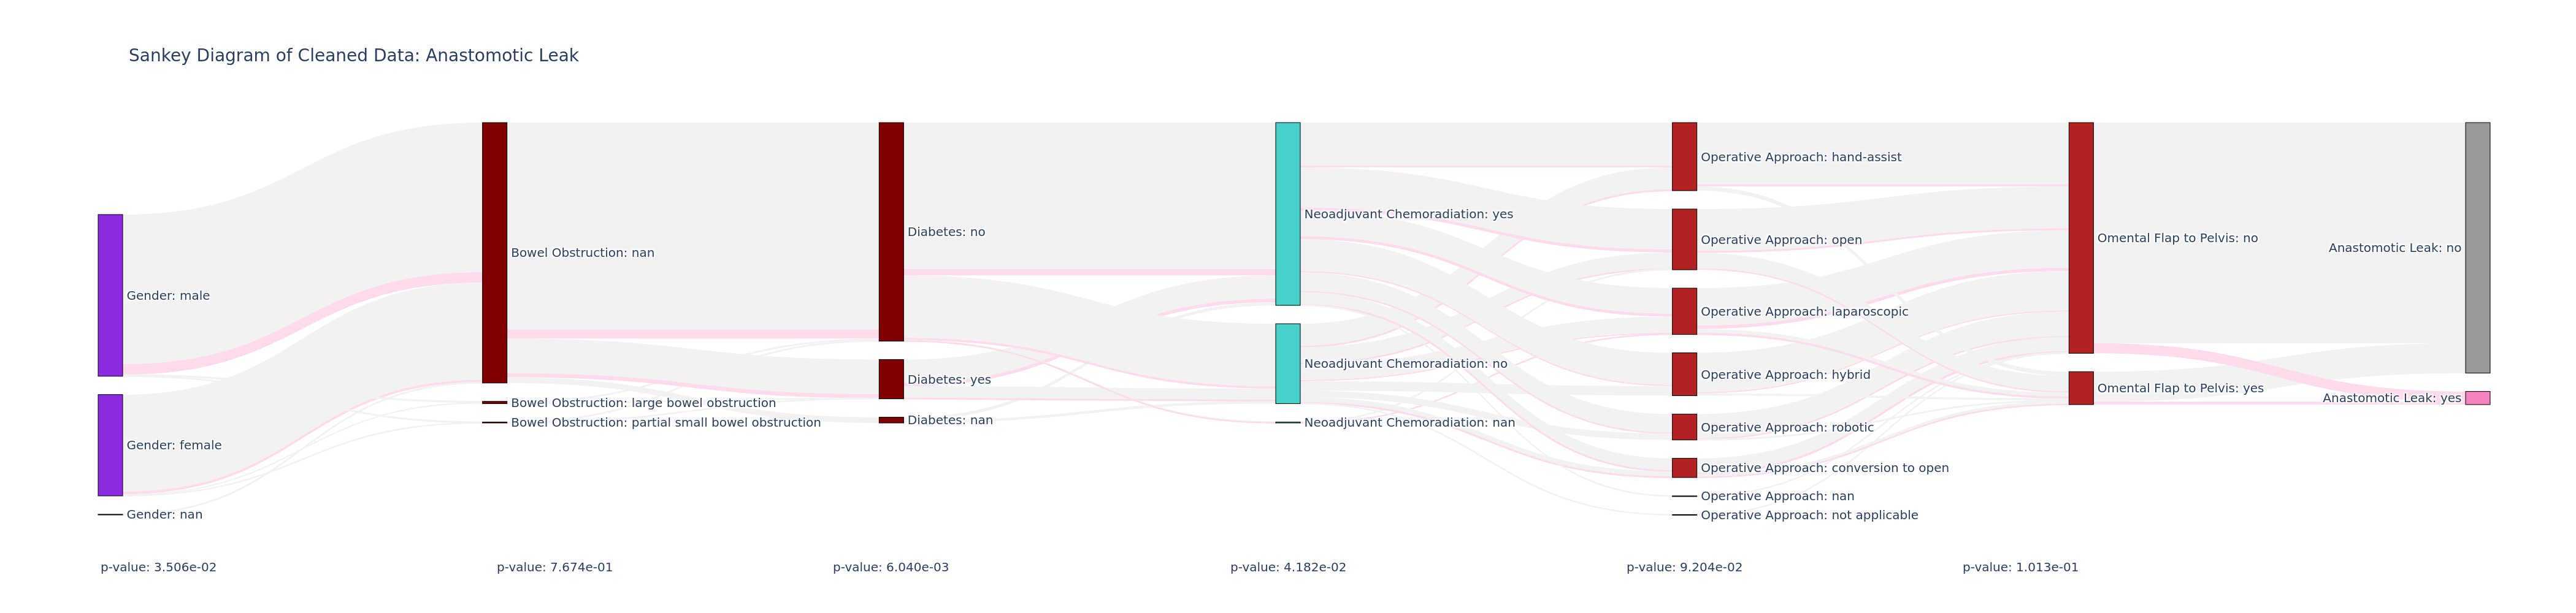 Sankey Diagram of Cleaned Data: Anastomotic Leak
Gender: male
Gender: female
Gender: nan
Bowel Obstruction: nan
Bowel Obstruction: large bowel obstruction
Bowel Obstruction: partial small bowel obstruction
Diabetes: no
Diabetes: yes
Diabetes: nan
Neoadjuvant Chemoradiation: yes
Neoadjuvant Chemoradiation: no
Neoadjuvant Chemoradiation: nan
Operative Approach: hand-assist
Operative Approach: open
Operative Approach: laparoscopic
Operative Approach: hybrid
Operative Approach: robotic
Operative Approach: conversion to open
Operative Approach: nan
Operative Approach: not applicable
Omental Flap to Pelvis: no
Omental Flap to Pelvis: yes
Anastomotic Leak: no
Anastomotic Leak: yes
p-value: 3.506e-02
p-value: 7.674e-01
p-value: 6.040e-03
p-value: 4.182e-02
p-value: 9.204e-02
p-value: 1.013e-01